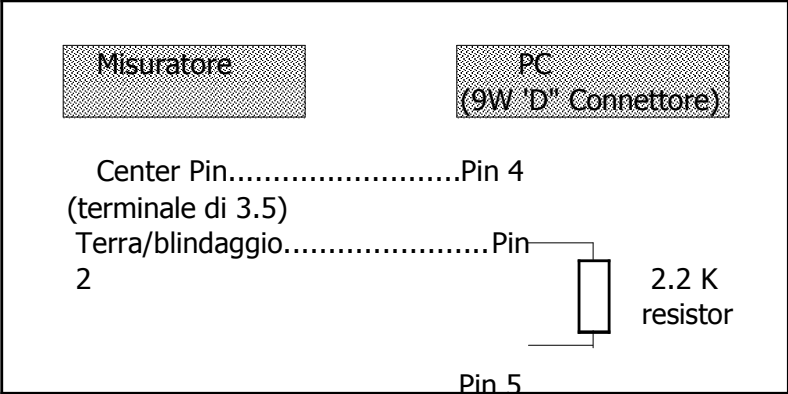 Misuratore PC
(9W 'D" Connettore)
Center Pin..........................Pin 4
(terminale di 3.5)
Terra/blindaggio.......................Pin
2 2.2 K
resistor
Pin 5